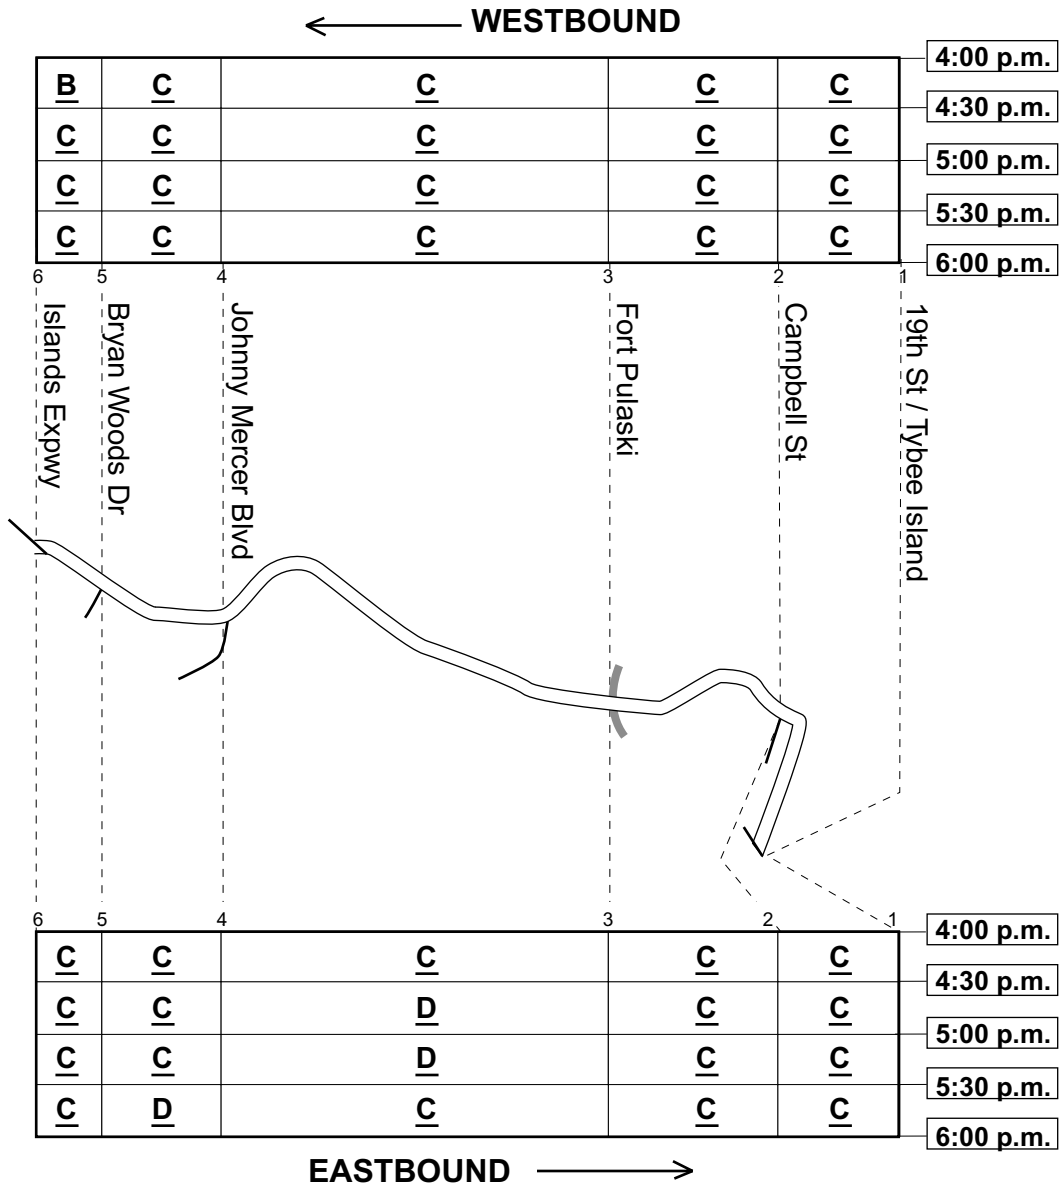 WESTBOUND
4:00 p.m.
B C C C C
4:30 p.m.
C C C C C
5:00 p.m.
C C C C C
5:30 p.m.
C C C C C
6:00 p.m.
6 5 4 3 2 1
Islands Expwy
Bryan Woods Dr
Johnny Mercer Blvd
Fort Pulaski
Campbell St
19th St / Tybee Island
6 5 4 3 2 1
4:00 p.m.
C C C C C
4:30 p.m.
C C D C C
5:00 p.m.
C C D C C
5:30 p.m.
C D C C C
6:00 p.m.
EASTBOUND